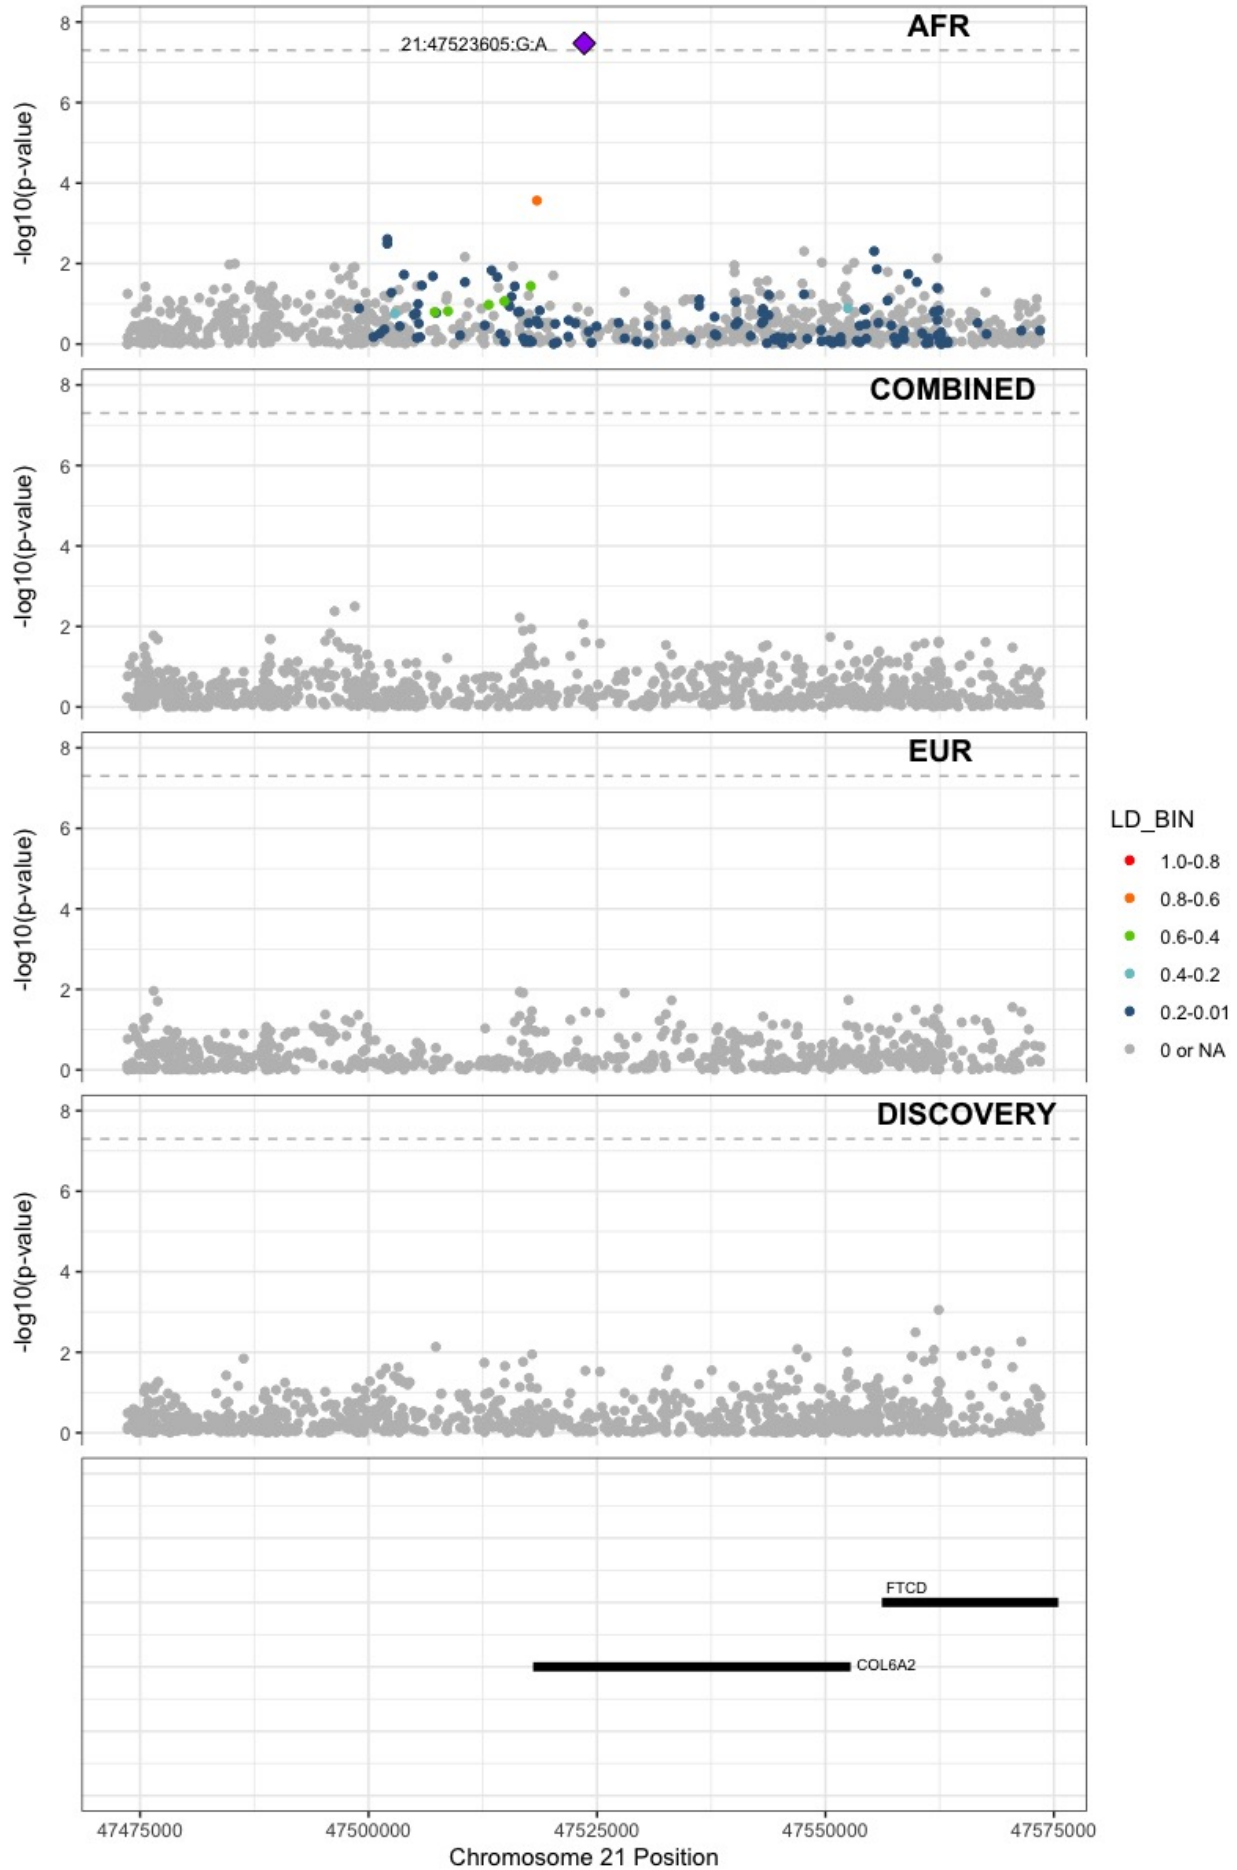 AFR
21:47523605:G:A
8
6
4
2
0
-log10(p-value)
COMBINED
8
6
4
2
0
-log10(p-value)
EUR
8
6
4
2
0
-log10(p-value)
DISCOVERY
8
6
4
2
0
-log10(p-value)
LD_BIN
1.0-0.8
0.8-0.6
0.6-0.4
0.4-0.2
0.2-0.01
0 or NA
FTCD
COL6A2
47475000 47500000 47525000 47550000 47575000
Chromosome 21 Position